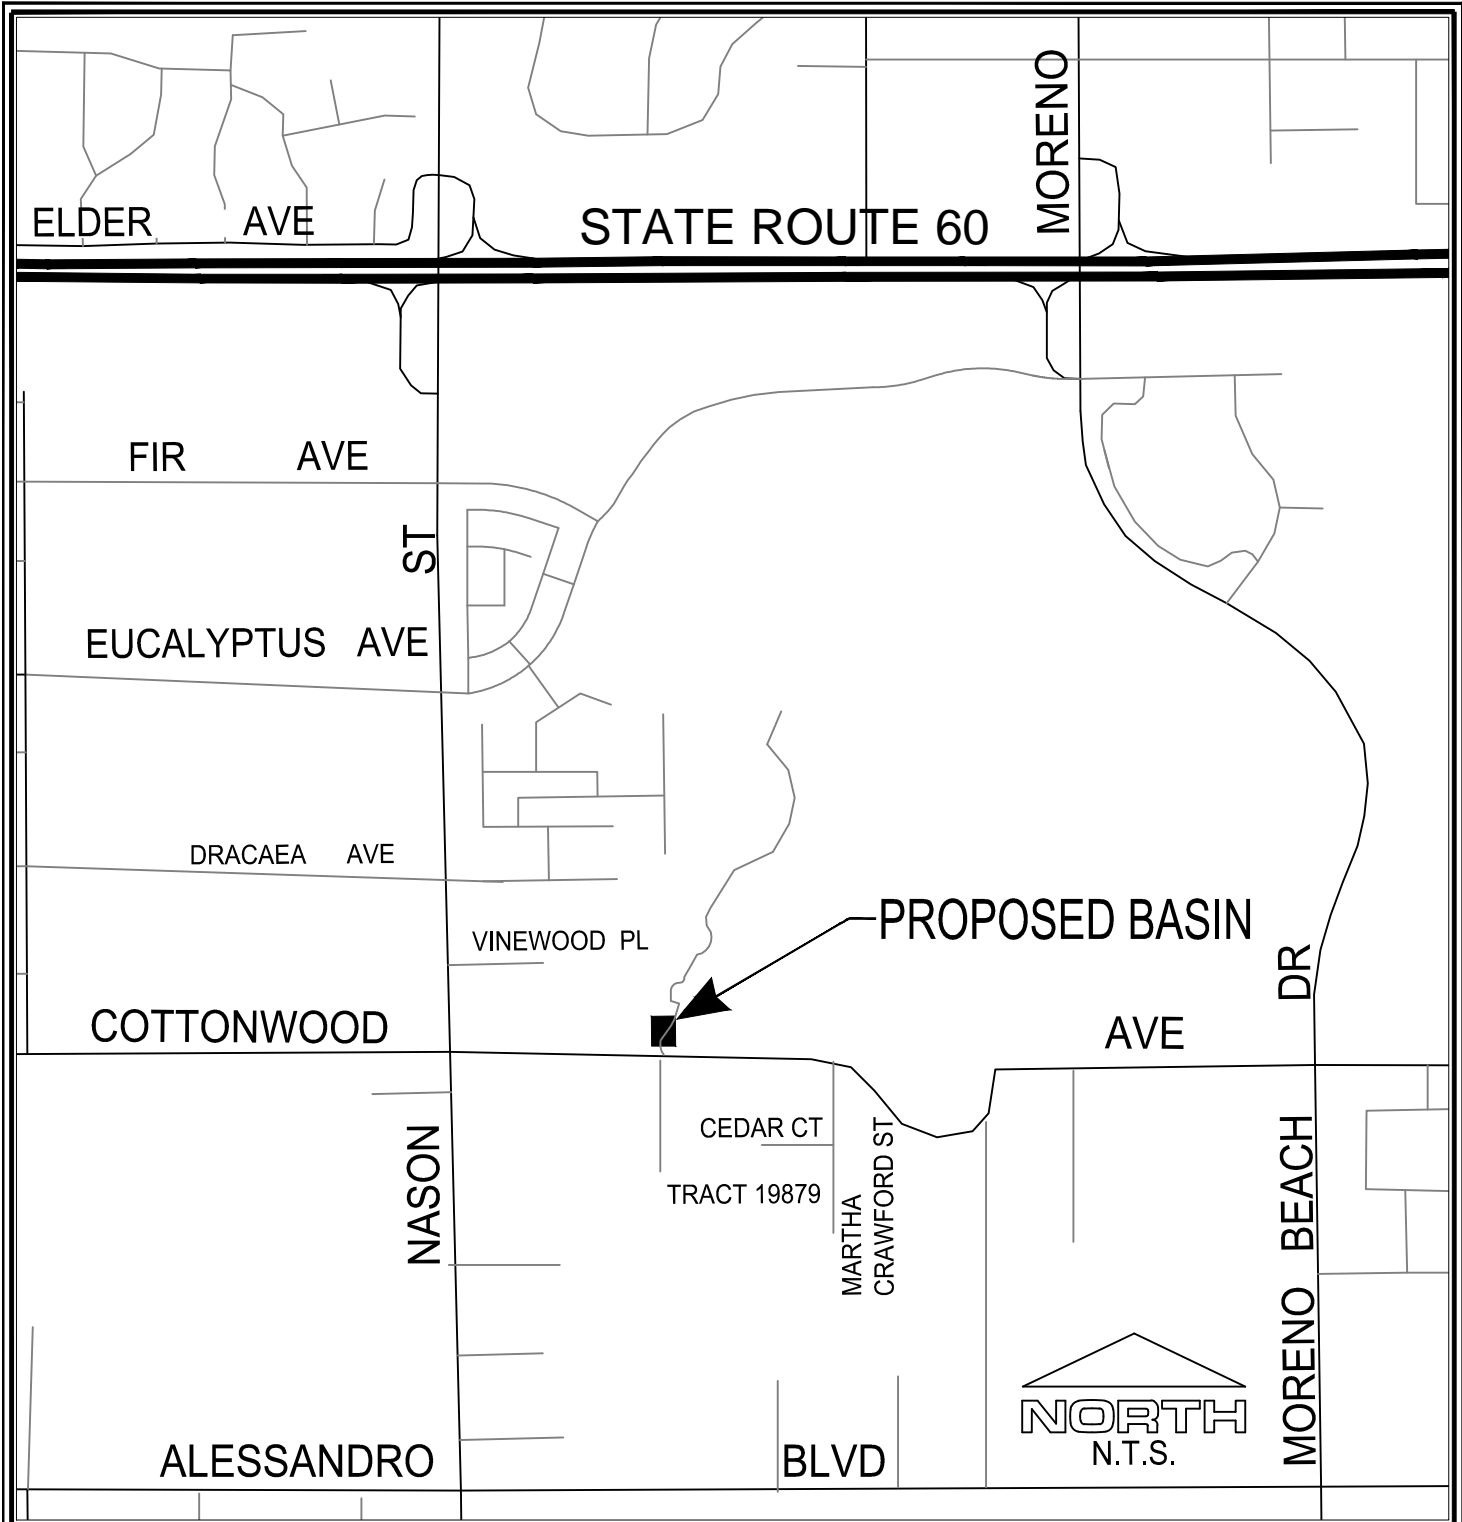 MORENO
ELDER AVE
STATE ROUTE 60
FIR AVE
ST
EUCALYPTUS AVE
DRACAEA AVE
PROPOSED BASIN
VINEWOOD PL
DR
COTTONWOOD AVE
CEDAR CT
NASON
TRACT 19879
MARTHA
CRAWFORD ST
MORENO BEACH
NORTH
N.T.S.
ALESSANDRO BLVD